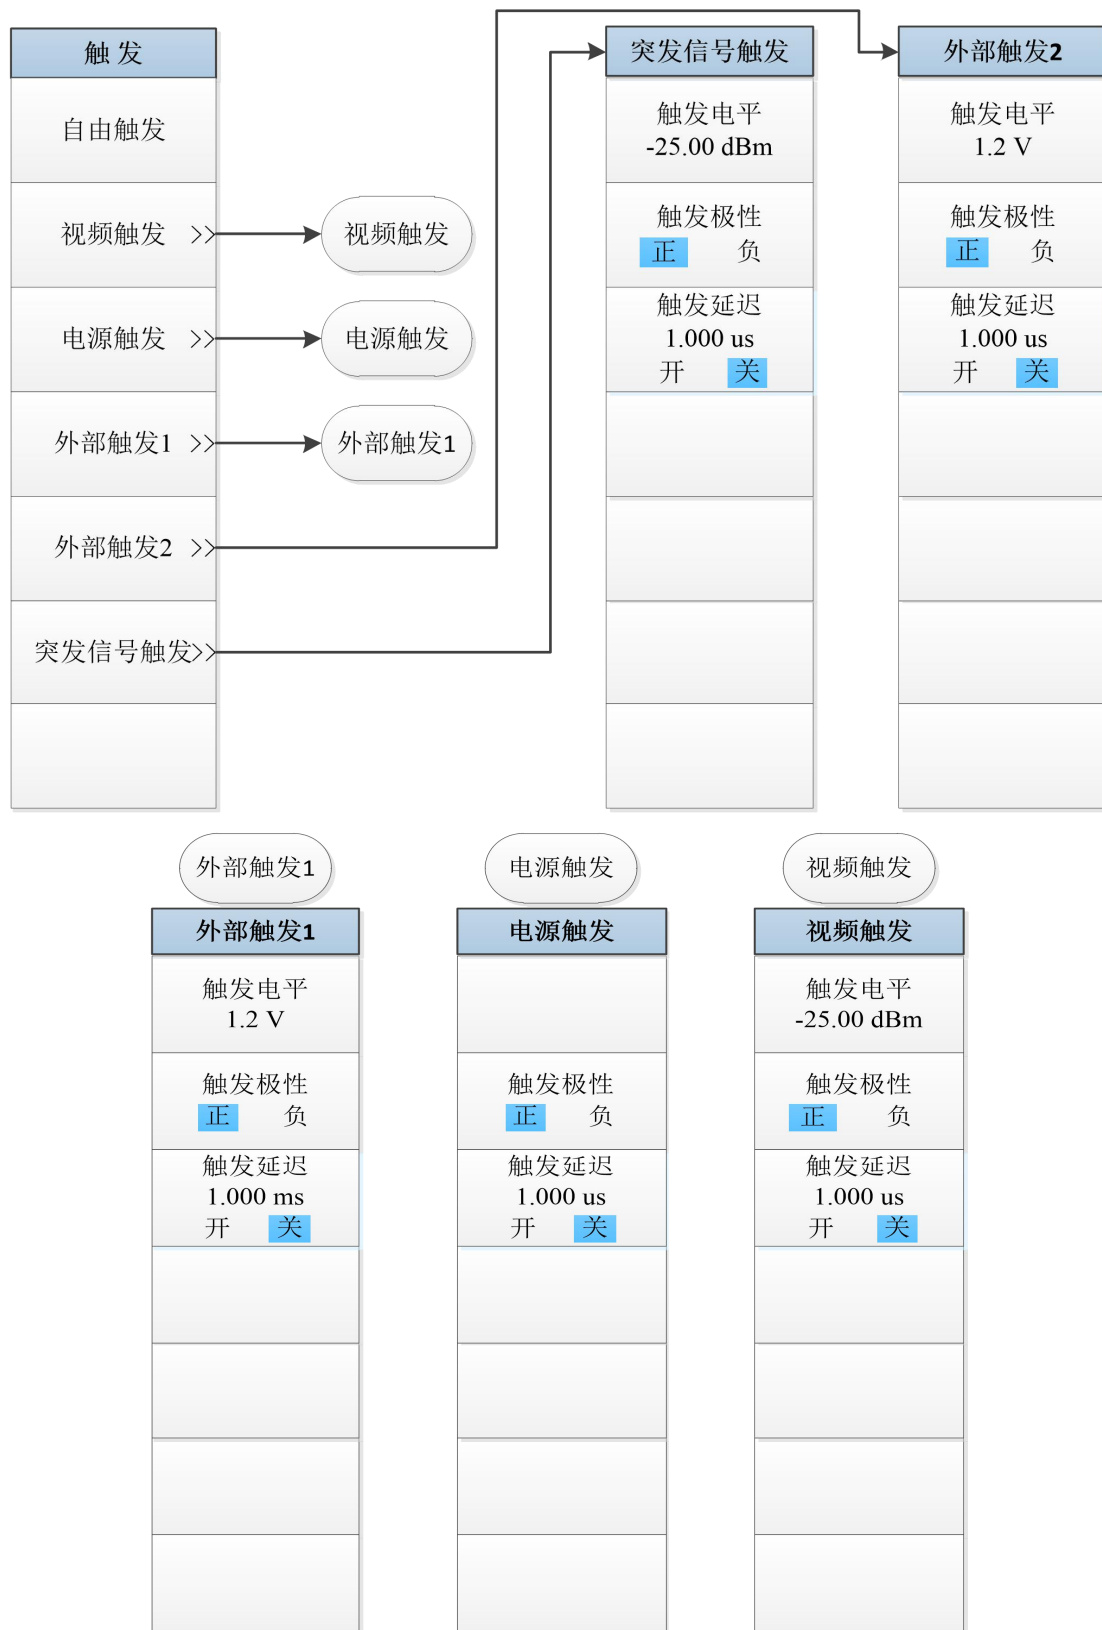 触 发
自由触发
视频触发 >>
电源触发 >>
外部触发1 >>
外部触发2 >>
突发信号触发>>
视频触发
电源触发
外部触发1
突发信号触发
触发电平
-25.00 dBm
触发极性
正 负
触发延迟
1.000 us
开 关
外部触发2
触发电平
1.2 V
触发极性
正 负
触发延迟
1.000 us
开 关
外部触发1
外部触发1
触发电平
1.2 V
触发极性
正 负
触发延迟
1.000 ms
开 关
电源触发
电源触发
触发极性
正 负
触发延迟
1.000 us
开 关
视频触发
视频触发
触发电平
-25.00 dBm
触发极性
正 负
触发延迟
1.000 us
开 关